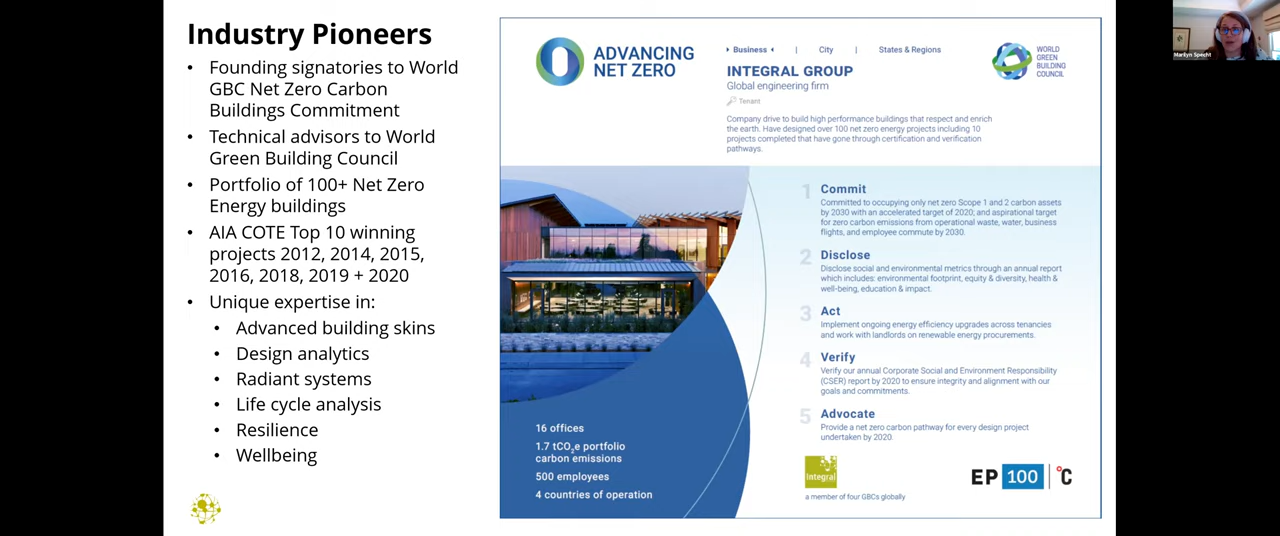 Industry Pioneers
• Founding signatories to World
GBC Net Zero Carbon
Buildings Commitment
• Technical advisors to World
Green Building Council
• Portfolio of 100+ Net Zero
Energy buildings
• AIA COTE Top 10 winning
projects 2012, 2014, 2015,
2016, 2018, 2019 + 2020
• Unique expertise in:
• Advanced building skins
• Design analytics
• Radiant systems
• Life cycle analysis
• Resilience
• Wellbeing
ADVANCING
NET ZERO
Business | City | States & Regions
INTEGRAL GROUP
Global engineering firm
Tenant
Company drive to build high performance buildings that respect and enrich
the earth. Have designed over 100 net zero energy projects including 10
projects completed that have gone through certification and verification
pathways.
WORLD
GREEN
BUILDING
COUNCIL
1 Commit
Committed to occupying only net zero Scope 1 and 2 carbon assets
by 2030 with an accelerated target of 2020; and aspirational target
for zero carbon emissions from operational waste, water, business
flights, and employee commute by 2030.
2 Disclose
Disclose social and environmental metrics through an annual report
which includes: environmental footprint, equity & diversity, health &
well-being, education & impact.
3 Act
Implement ongoing energy efficiency upgrades across tenancies
and work with landlords on renewable energy procurements.
4 Verify
Verify our annual Corporate Social and Environment Responsibility
(CSER) report by 2020 to ensure integrity and alignment with our
goals and commitments.
5 Advocate
Provide a net zero carbon pathway for every design project
undertaken by 2020.
16 offices
1.7 tCO₂e portfolio
carbon emissions
500 employees
4 countries of operation
Integral
a member of four GBCs globally
EP 100 | °C
Marilyn Specht